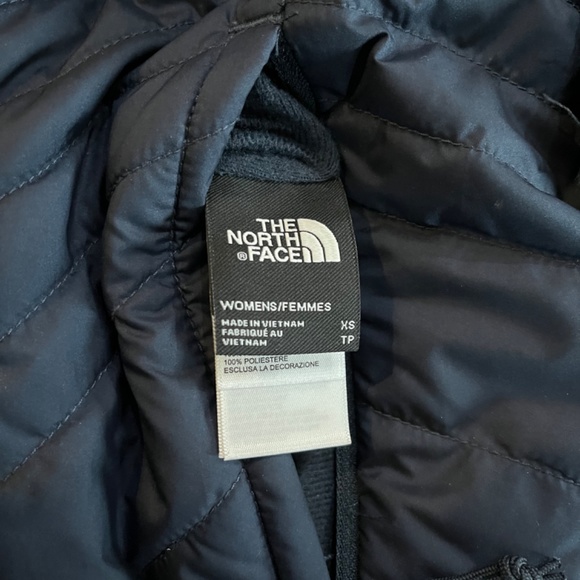 THE
NORTH
FACE®
WOMENS/FEMMES
MADE IN VIETNAM XS
FABRIQUÉ AU TP
VIETNAM
100% POLIESTERE
ESCLUSA LA DECORAZIONE